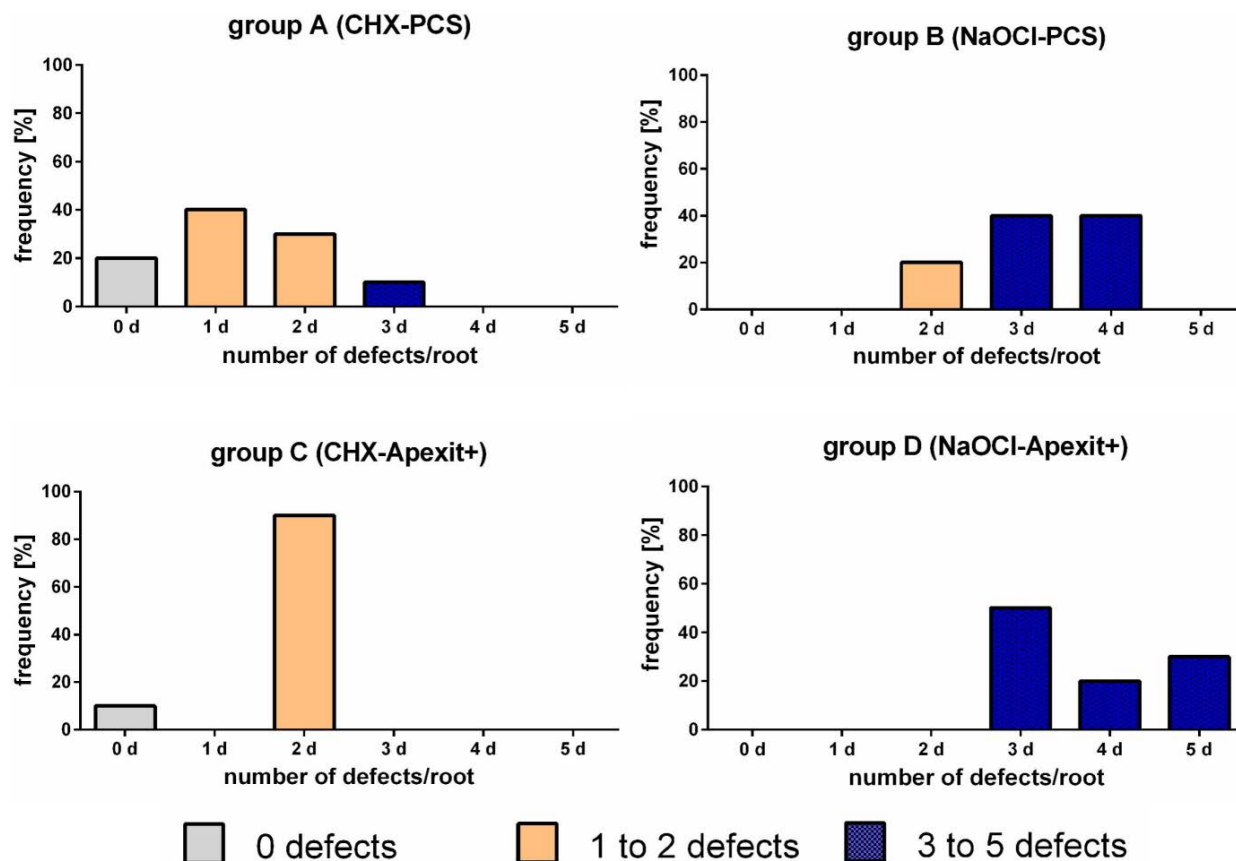 group A (CHX-PCS)
frequency [%]
100
80
60
40
20
0
0 d 1 d 2 d 3 d 4 d 5 d
number of defects/root
group B (NaOCl-PCS)
frequency [%]
100
80
60
40
20
0
0 d 1 d 2 d 3 d 4 d 5 d
number of defects/root
group C (CHX-Apexit+)
frequency [%]
100
80
60
40
20
0
0 d 1 d 2 d 3 d 4 d 5 d
number of defects/root
group D (NaOCl-Apexit+)
frequency [%]
100
80
60
40
20
0
0 d 1 d 2 d 3 d 4 d 5 d
number of defects/root
0 defects 1 to 2 defects 3 to 5 defects